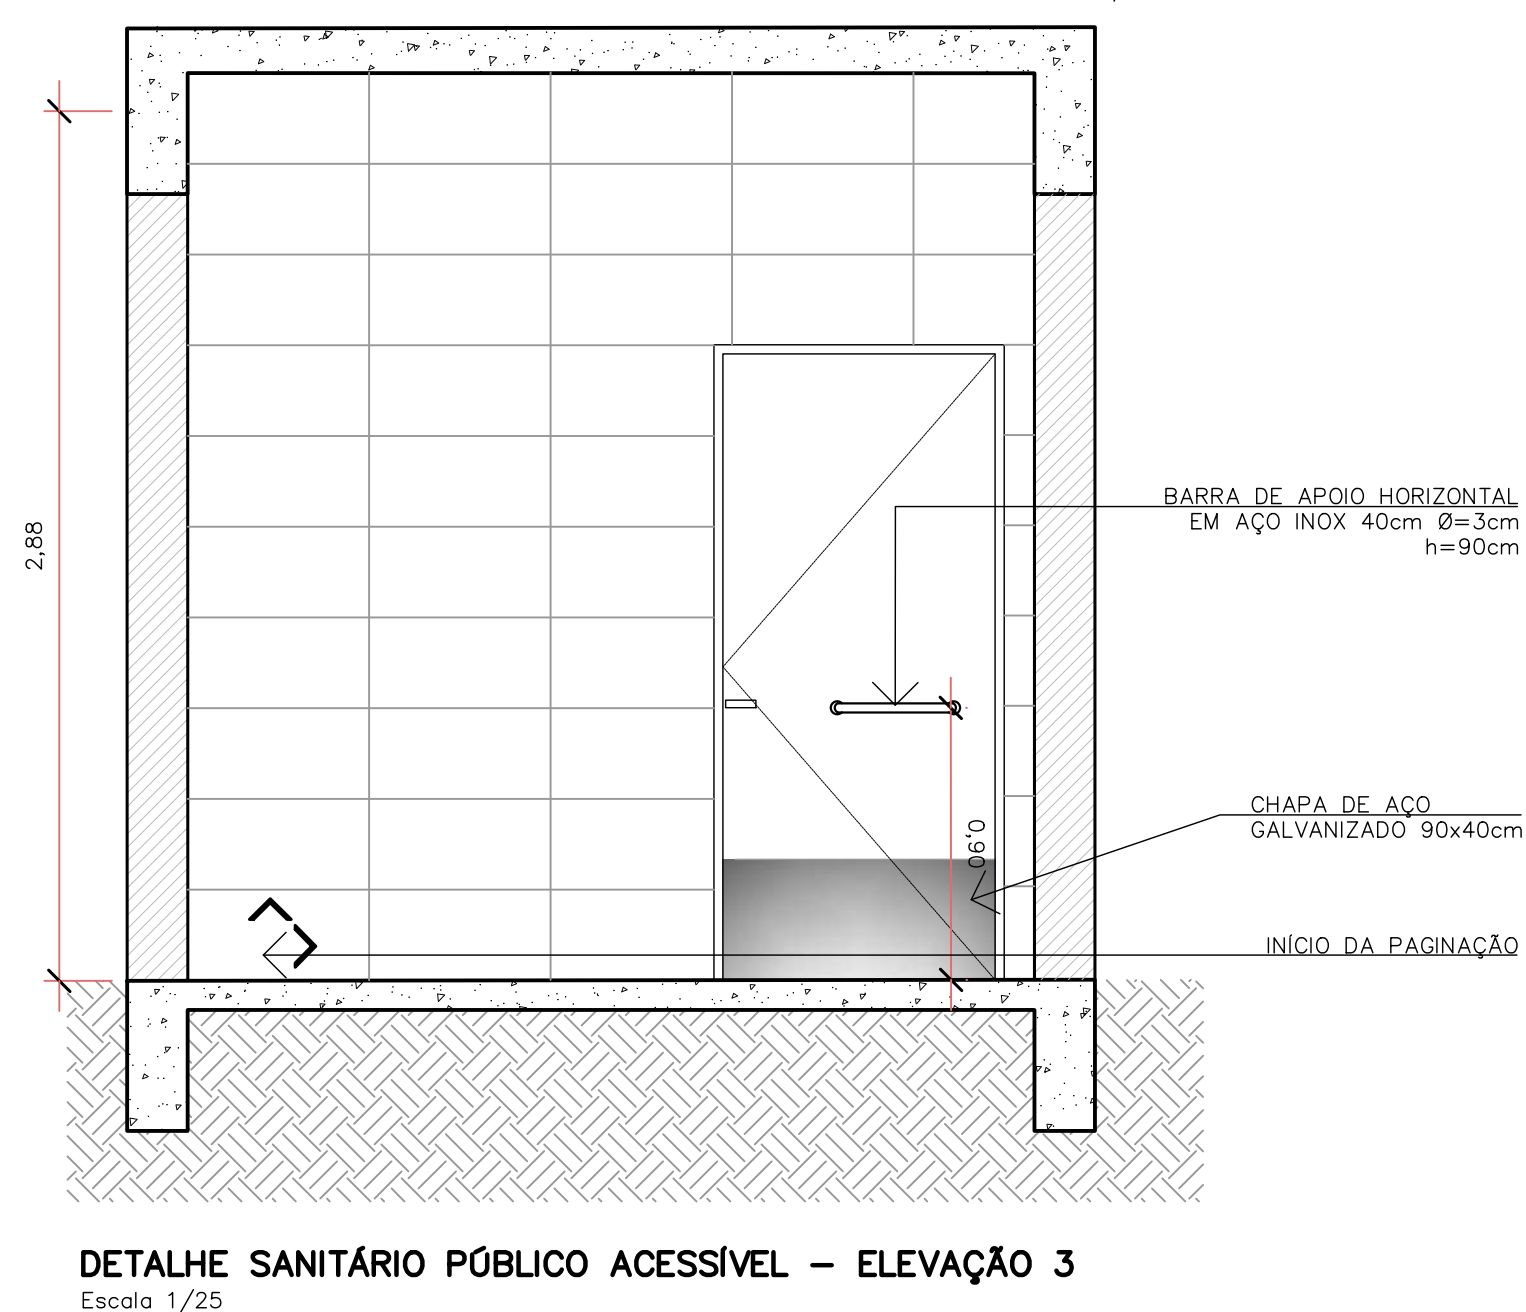 2,88
BARRA DE APOIO HORIZONTAL
EM AÇO INOX 40cm Ø=3cm
h=90cm
0,90
CHAPA DE AÇO
GALVANIZADO 90x40cm
INÍCIO DA PAGINAÇÃO
DETALHE SANITÁRIO PÚBLICO ACESSÍVEL – ELEVAÇÃO 3
Escala 1/25